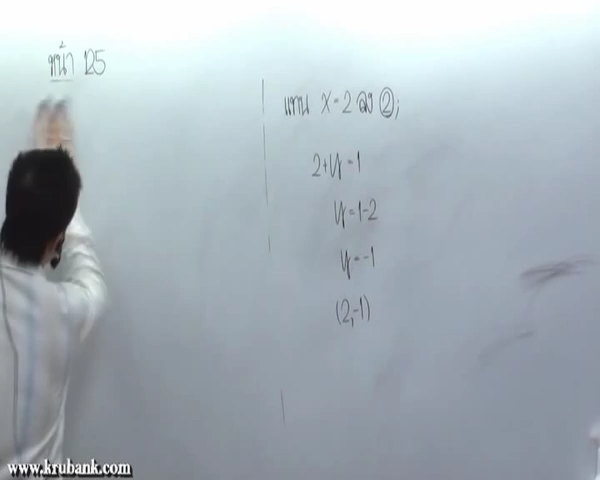 หน้า 125
แทน x = 2 ลง ②;
2+y = 1
y = 1-2
y = -1
(2,-1)
www.krubank.com